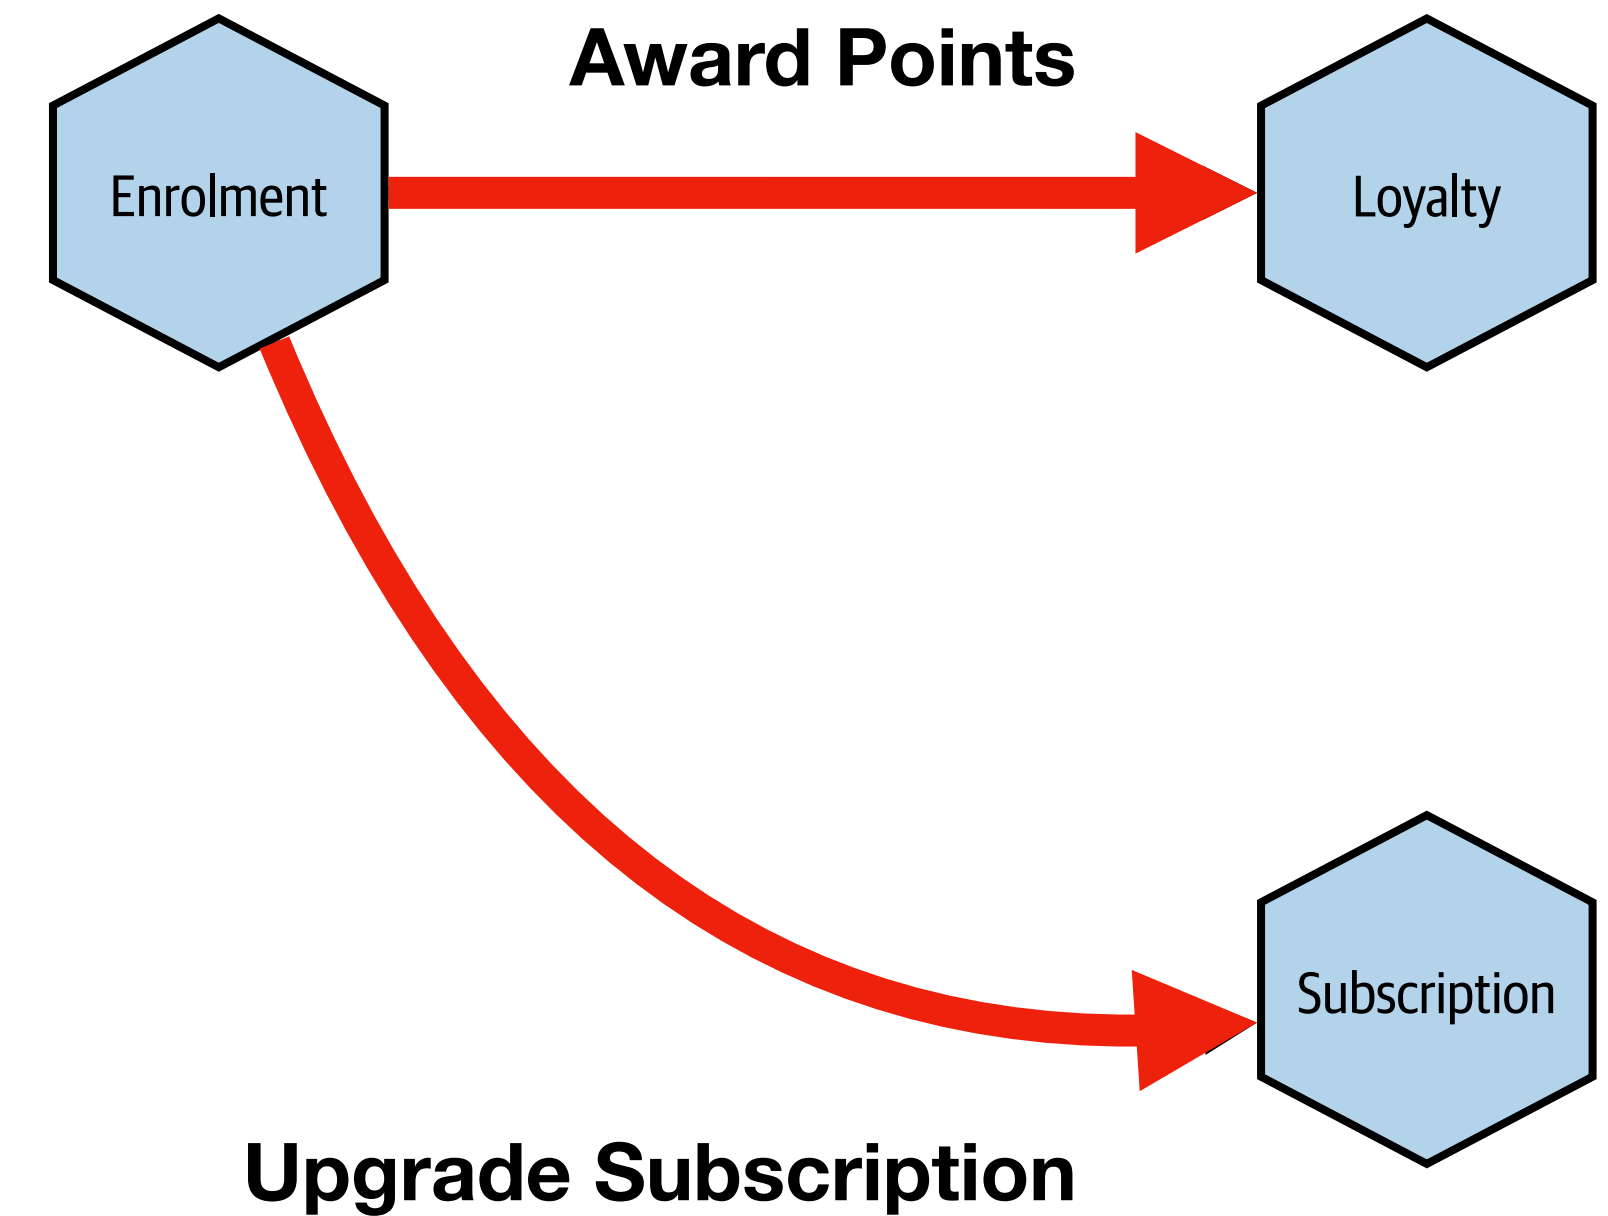 Award Points
Enrolment
Loyalty
Subscription
Upgrade Subscription